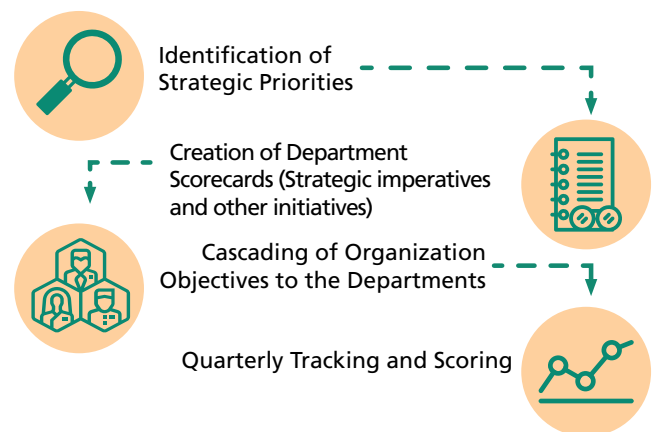 Identification of
Strategic Priorities
Creation of Department
Scorecards (Strategic imperatives
and other initiatives)
Cascading of Organization
Objectives to the Departments
Quarterly Tracking and Scoring